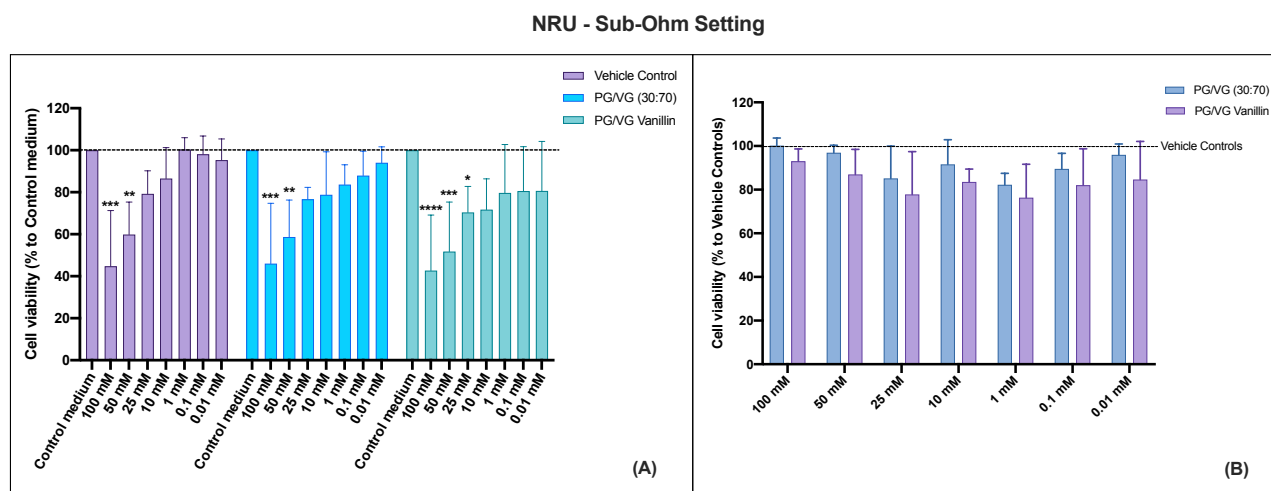 NRU - Sub-Ohm Setting
Vehicle Control
PG/VG (30:70)
PG/VG Vanillin
Cell viability (% to Control medium)
120
100
80
60
40
20
0
***
**
***
**
****
***
*
Control medium
100 mM
50 mM
25 mM
10 mM
1 mM
0.1 mM
0.01 mM
Control medium
100 mM
50 mM
25 mM
10 mM
1 mM
0.1 mM
0.01 mM
Control medium
100 mM
50 mM
25 mM
10 mM
1 mM
0.1 mM
0.01 mM
(A)
PG/VG (30:70)
PG/VG Vanillin
Cell viability (% to Vehicle Controls)
120
100
80
60
40
20
0
Vehicle Controls
100 mM
50 mM
25 mM
10 mM
1 mM
0.1 mM
0.01 mM
(B)